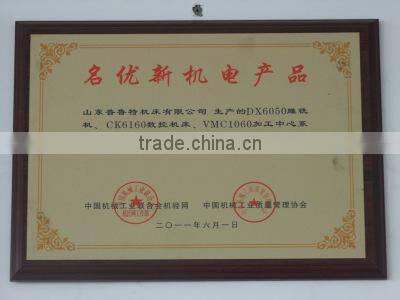 名优新机电产品
山东普鲁特机床有限公司 生产的DX6050雕铣
机、CK6160数控机床、VMC1060加工中心系
trade.china.cn
中国机械工业联合会机经网 中国机械工业质量管理协会
二〇一一年六月一日